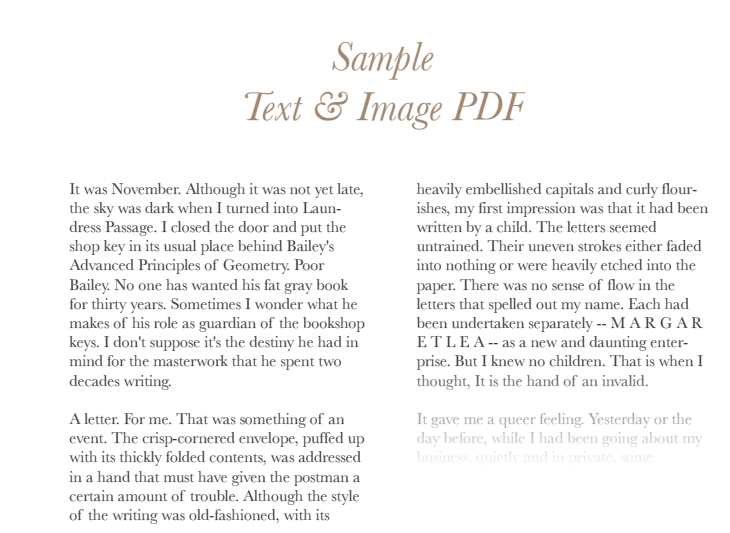 Sample
Text & Image PDF
It was November. Although it was not yet late,
the sky was dark when I turned into Laun-
dress Passage. I closed the door and put the
shop key in its usual place behind Bailey's
Advanced Principles of Geometry. Poor
Bailey. No one has wanted his fat gray book
for thirty years. Sometimes I wonder what he
makes of his role as guardian of the bookshop
keys. I don't suppose it's the destiny he had in
mind for the masterwork that he spent two
decades writing.
A letter. For me. That was something of an
event. The crisp-cornered envelope, puffed up
with its thickly folded contents, was addressed
in a hand that must have given the postman a
certain amount of trouble. Although the style
of the writing was old-fashioned, with its
heavily embellished capitals and curly flour-
ishes, my first impression was that it had been
written by a child. The letters seemed
untrained. Their uneven strokes either faded
into nothing or were heavily etched into the
paper. There was no sense of flow in the
letters that spelled out my name. Each had
been undertaken separately -- M A R G A R
E T L E A -- as a new and daunting enter-
prise. But I knew no children. That is when I
thought, It is the hand of an invalid.
It gave me a queer feeling. Yesterday or the
day before, while I had been going about my
business, quietly and in private, some